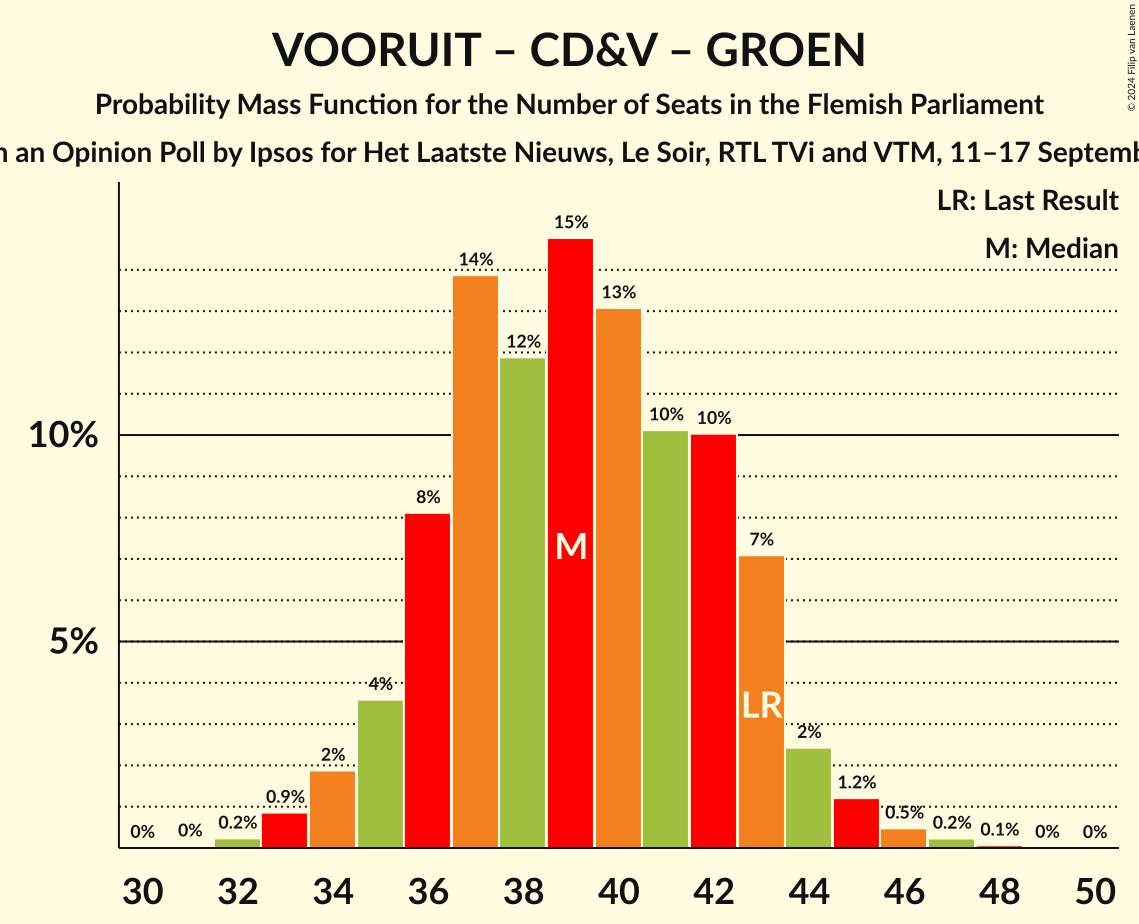 VOORUIT – CD&V – GROEN
Probability Mass Function for the Number of Seats in the Flemish Parliament
n an Opinion Poll by Ipsos for Het Laatste Nieuws, Le Soir, RTL TVi and VTM, 11–17 Septemb
© 2024 Filip van Laenen
LR: Last Result
M: Median
15%
14%
13%
12%
10%
10%
10%
8%
7%
M
5%
LR
4%
2%
2%
0.9%
1.2%
0.5%
0% 0% 0.2%
0.2% 0.1% 0% 0%
30 32 34 36 38 40 42 44 46 48 50